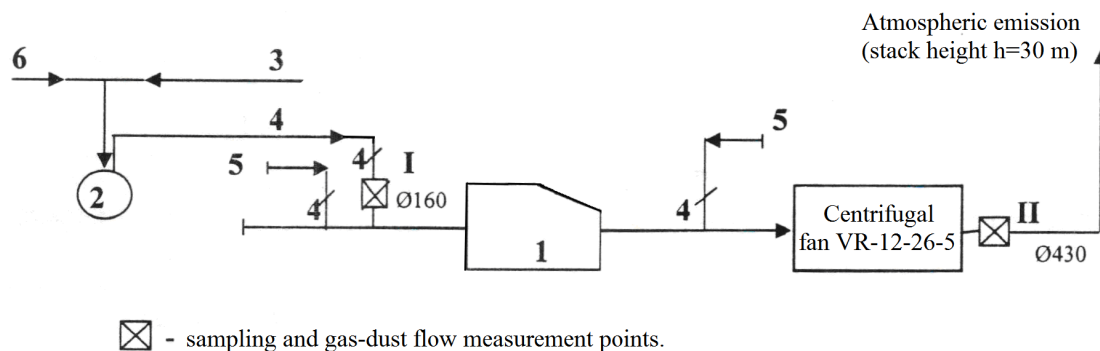 Atmospheric emission
(stack height h=30 m)
6
3
4
5
4
I
Ø160
2
4
1
5
4
Centrifugal
fan VR-12-26-5
II
Ø430
- sampling and gas-dust flow measurement points.